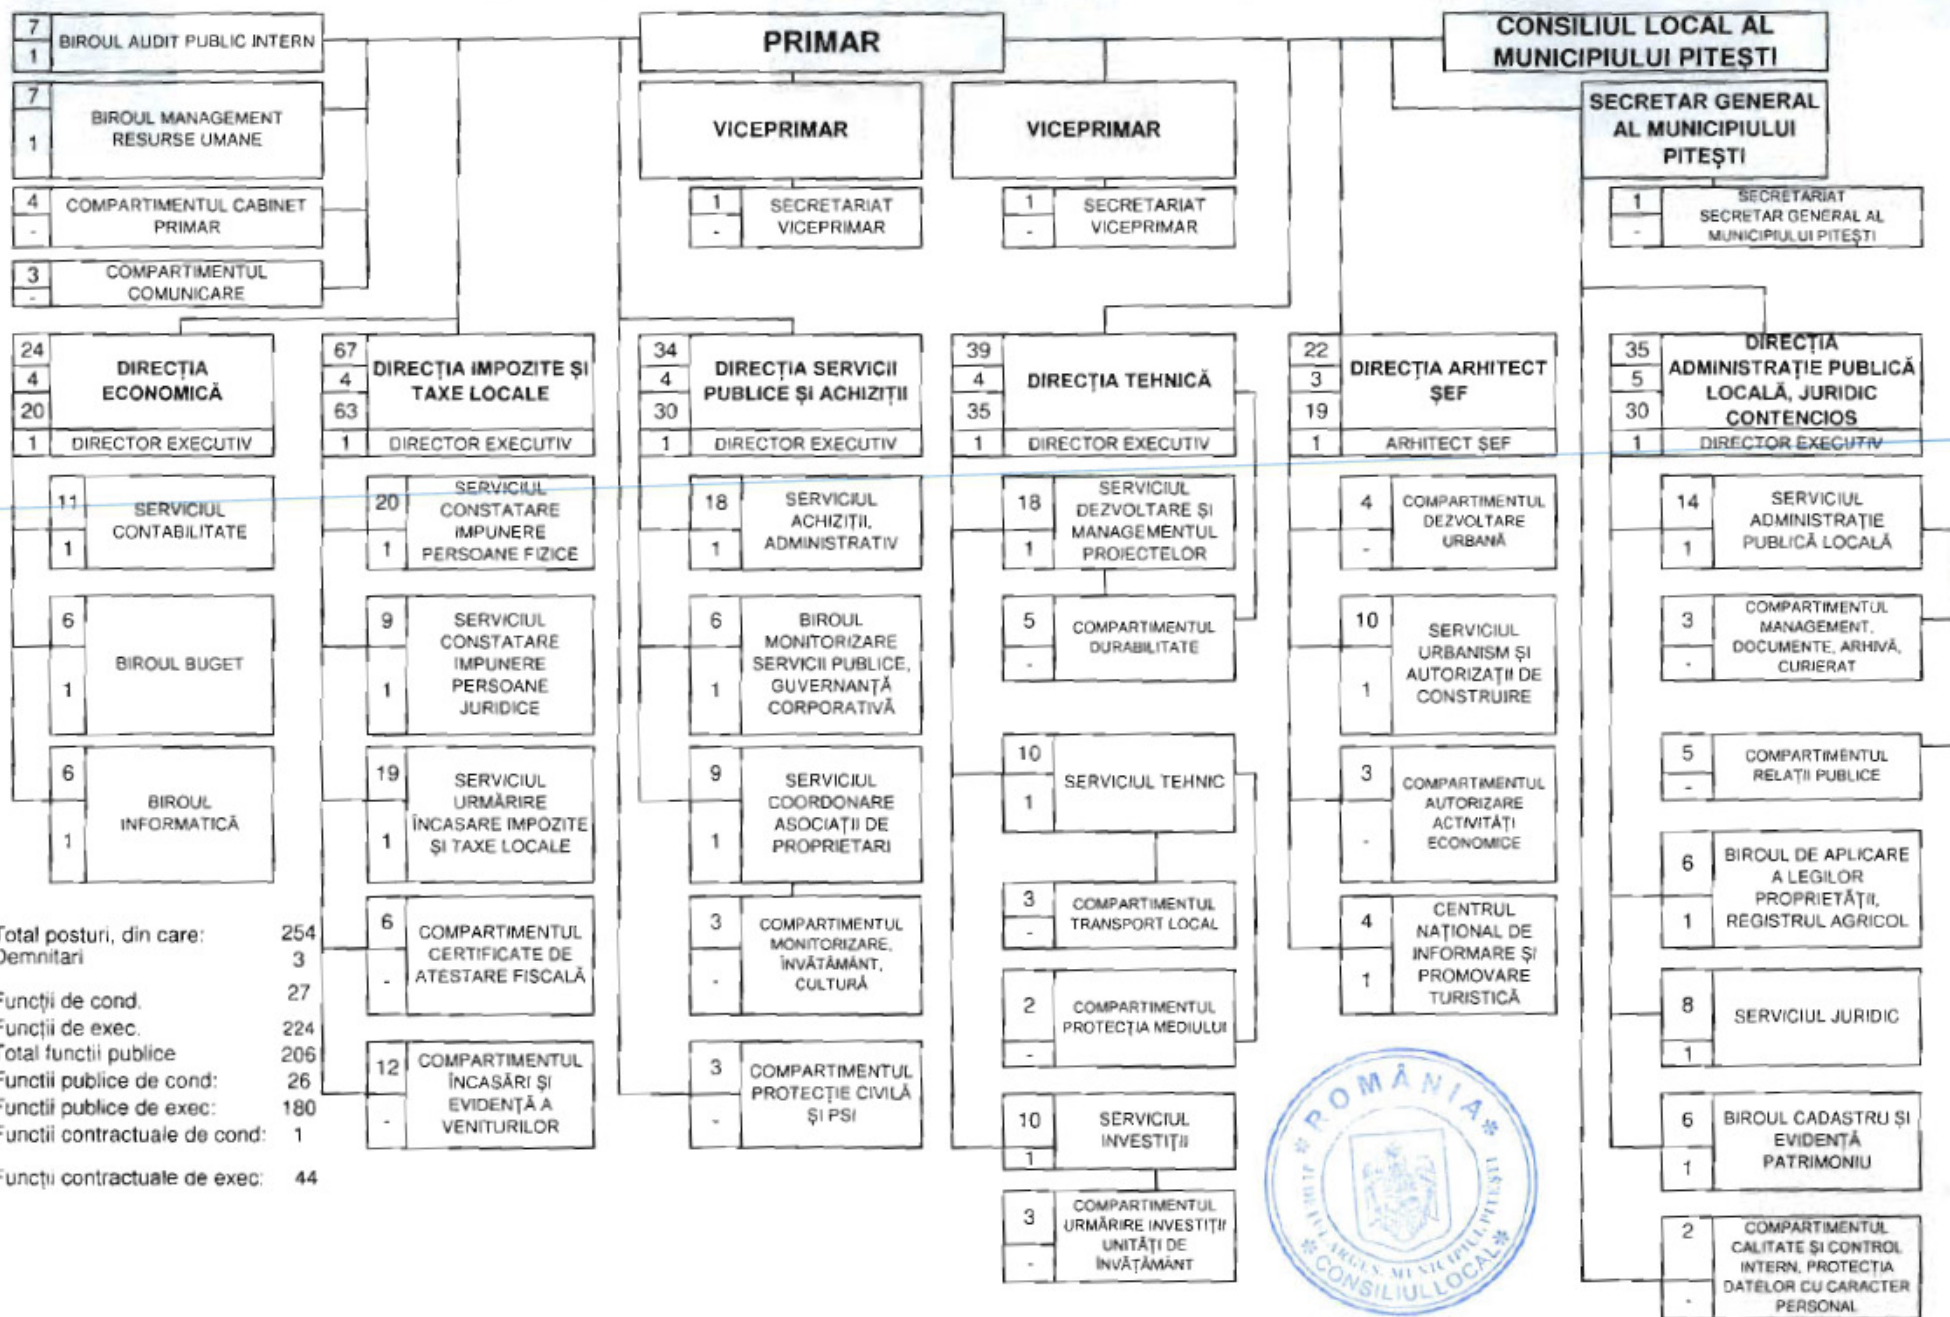 7
1
BIROUL AUDIT PUBLIC INTERN
PRIMAR
CONSILIUL LOCAL AL
MUNICIPIULUI PITEȘTI
7
1
BIROUL MANAGEMENT
RESURSE UMANE
VICEPRIMAR
VICEPRIMAR
SECRETAR GENERAL
AL MUNICIPIULUI
PITEȘTI
4
-
COMPARTIMENTUL CABINET
PRIMAR
1
-
SECRETARIAT
VICEPRIMAR
1
-
SECRETARIAT
VICEPRIMAR
1
-
SECRETARIAT
SECRETAR GENERAL AL
MUNICIPIULUI PITEȘTI
3
-
COMPARTIMENTUL
COMUNICARE
24
4
20
DIRECȚIA
ECONOMICĂ
1
DIRECTOR EXECUTIV
11
1
SERVICIUL
CONTABILITATE
6
1
BIROUL BUGET
6
1
BIROUL
INFORMATICĂ
67
4
63
DIRECȚIA IMPOZITE ȘI
TAXE LOCALE
1
DIRECTOR EXECUTIV
20
1
SERVICIUL
CONSTATARE
IMPUNERE
PERSOANE FIZICE
9
1
SERVICIUL
CONSTATARE
IMPUNERE
PERSOANE
JURIDICE
19
1
SERVICIUL
URMĂRIRE
ÎNCASARE IMPOZITE
ȘI TAXE LOCALE
6
-
COMPARTIMENTUL
CERTIFICATE DE
ATESTARE FISCALĂ
12
-
COMPARTIMENTUL
ÎNCASĂRI ȘI
EVIDENȚĂ A
VENITURILOR
34
4
30
DIRECȚIA SERVICII
PUBLICE ȘI ACHIZIȚII
1
DIRECTOR EXECUTIV
18
1
SERVICIUL
ACHIZIȚII,
ADMINISTRATIV
6
1
BIROUL
MONITORIZARE
SERVICII PUBLICE,
GUVERNANȚĂ
CORPORATIVĂ
9
1
SERVICIUL
COORDONARE
ASOCIAȚII DE
PROPRIETARI
3
-
COMPARTIMENTUL
MONITORIZARE,
ÎNVĂȚĂMÂNT,
CULTURĂ
3
-
COMPARTIMENTUL
PROTECȚIE CIVILĂ
ȘI PSI
39
4
35
DIRECȚIA TEHNICĂ
1
DIRECTOR EXECUTIV
18
1
SERVICIUL
DEZVOLTARE ȘI
MANAGEMENTUL
PROIECTELOR
5
-
COMPARTIMENTUL
DURABILITATE
10
1
SERVICIUL TEHNIC
3
-
COMPARTIMENTUL
TRANSPORT LOCAL
2
-
COMPARTIMENTUL
PROTECȚIA MEDIULUI
10
1
SERVICIUL
INVESTIȚII
3
-
COMPARTIMENTUL
URMĂRIRE INVESTIȚII
UNITĂȚI DE
ÎNVĂȚĂMÂNT
22
3
19
DIRECȚIA ARHITECT
ȘEF
1
ARHITECT ȘEF
4
-
COMPARTIMENTUL
DEZVOLTARE
URBANĂ
10
1
SERVICIUL
URBANISM ȘI
AUTORIZAȚII DE
CONSTRUIRE
3
-
COMPARTIMENTUL
AUTORIZARE
ACTIVITĂȚI
ECONOMICE
4
1
CENTRUL
NAȚIONAL DE
INFORMARE ȘI
PROMOVARE
TURISTICĂ
35
5
30
DIRECȚIA
ADMINISTRAȚIE PUBLICĂ
LOCALĂ, JURIDIC
CONTENCIOS
1
DIRECTOR EXECUTIV
14
1
SERVICIUL
ADMINISTRAȚIE
PUBLICĂ LOCALĂ
3
-
COMPARTIMENTUL
MANAGEMENT,
DOCUMENTE, ARHIVĂ,
CURIERAT
5
-
COMPARTIMENTUL
RELAȚII PUBLICE
6
1
BIROUL DE APLICARE
A LEGILOR
PROPRIETĂȚII,
REGISTRUL AGRICOL
8
1
SERVICIUL JURIDIC
6
1
BIROUL CADASTRU ȘI
EVIDENȚĂ
PATRIMONIU
2
-
COMPARTIMENTUL
CALITATE ȘI CONTROL
INTERN, PROTECȚIA
DATELOR CU CARACTER
PERSONAL
Total posturi, din care: 254
Demnitari 3
Funcții de cond. 27
Funcții de exec. 224
Total functii publice 206
Functii publice de cond: 26
Functii publice de exec: 180
Functii contractuale de cond: 1
Funcții contractuale de exec: 44
ROMÂNIA
JUDEȚUL ARGEȘ, MUNICIPIUL PITEȘTI
CONSILIUL LOCAL